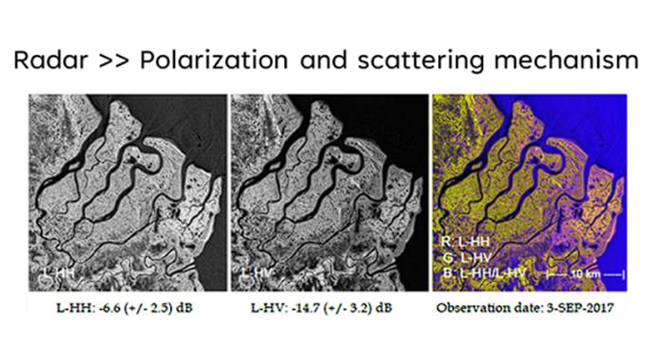 Radar >> Polarization and scattering mechanism
L-HH
L-HV
R: L-HH
G: L-HV
B: L-HH/L-HV
10 km
L-HH: -6.6 (+/- 2.5) dB
L-HV: -14.7 (+/- 3.2) dB
Observation date: 3-SEP-2017